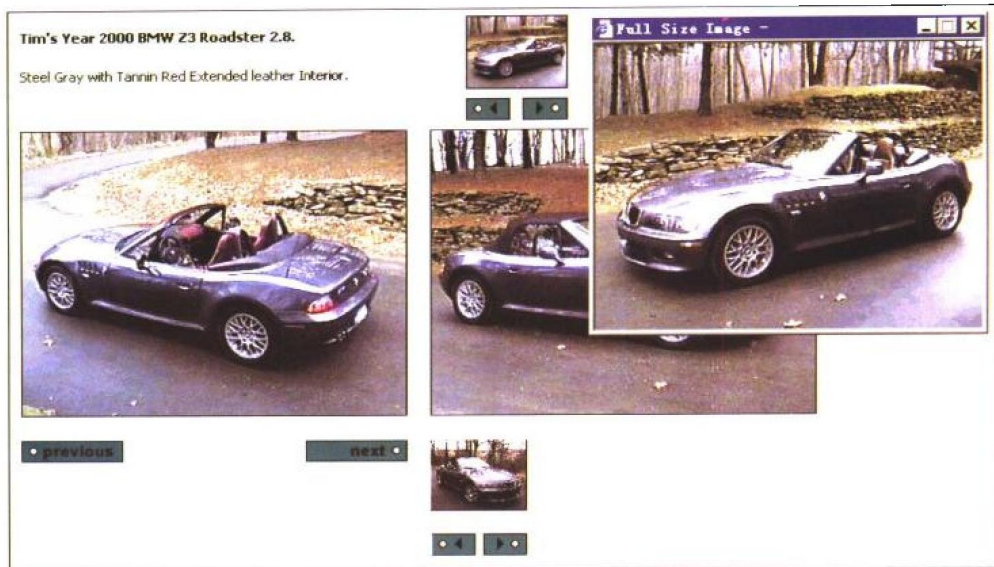 Tim's Year 2000 BMW Z3 Roadster 2.8.
Steel Gray with Tannin Red Extended leather Interior.
Full Size Image -
previous
next